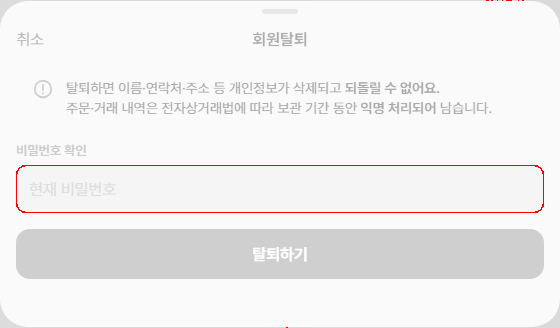 취소
회원탈퇴
탈퇴하면 이름·연락처·주소 등 개인정보가 삭제되고 되돌릴 수 없어요.
주문·거래 내역은 전자상거래법에 따라 보관 기간 동안 익명 처리되어 남습니다.
비밀번호 확인
현재 비밀번호
탈퇴하기